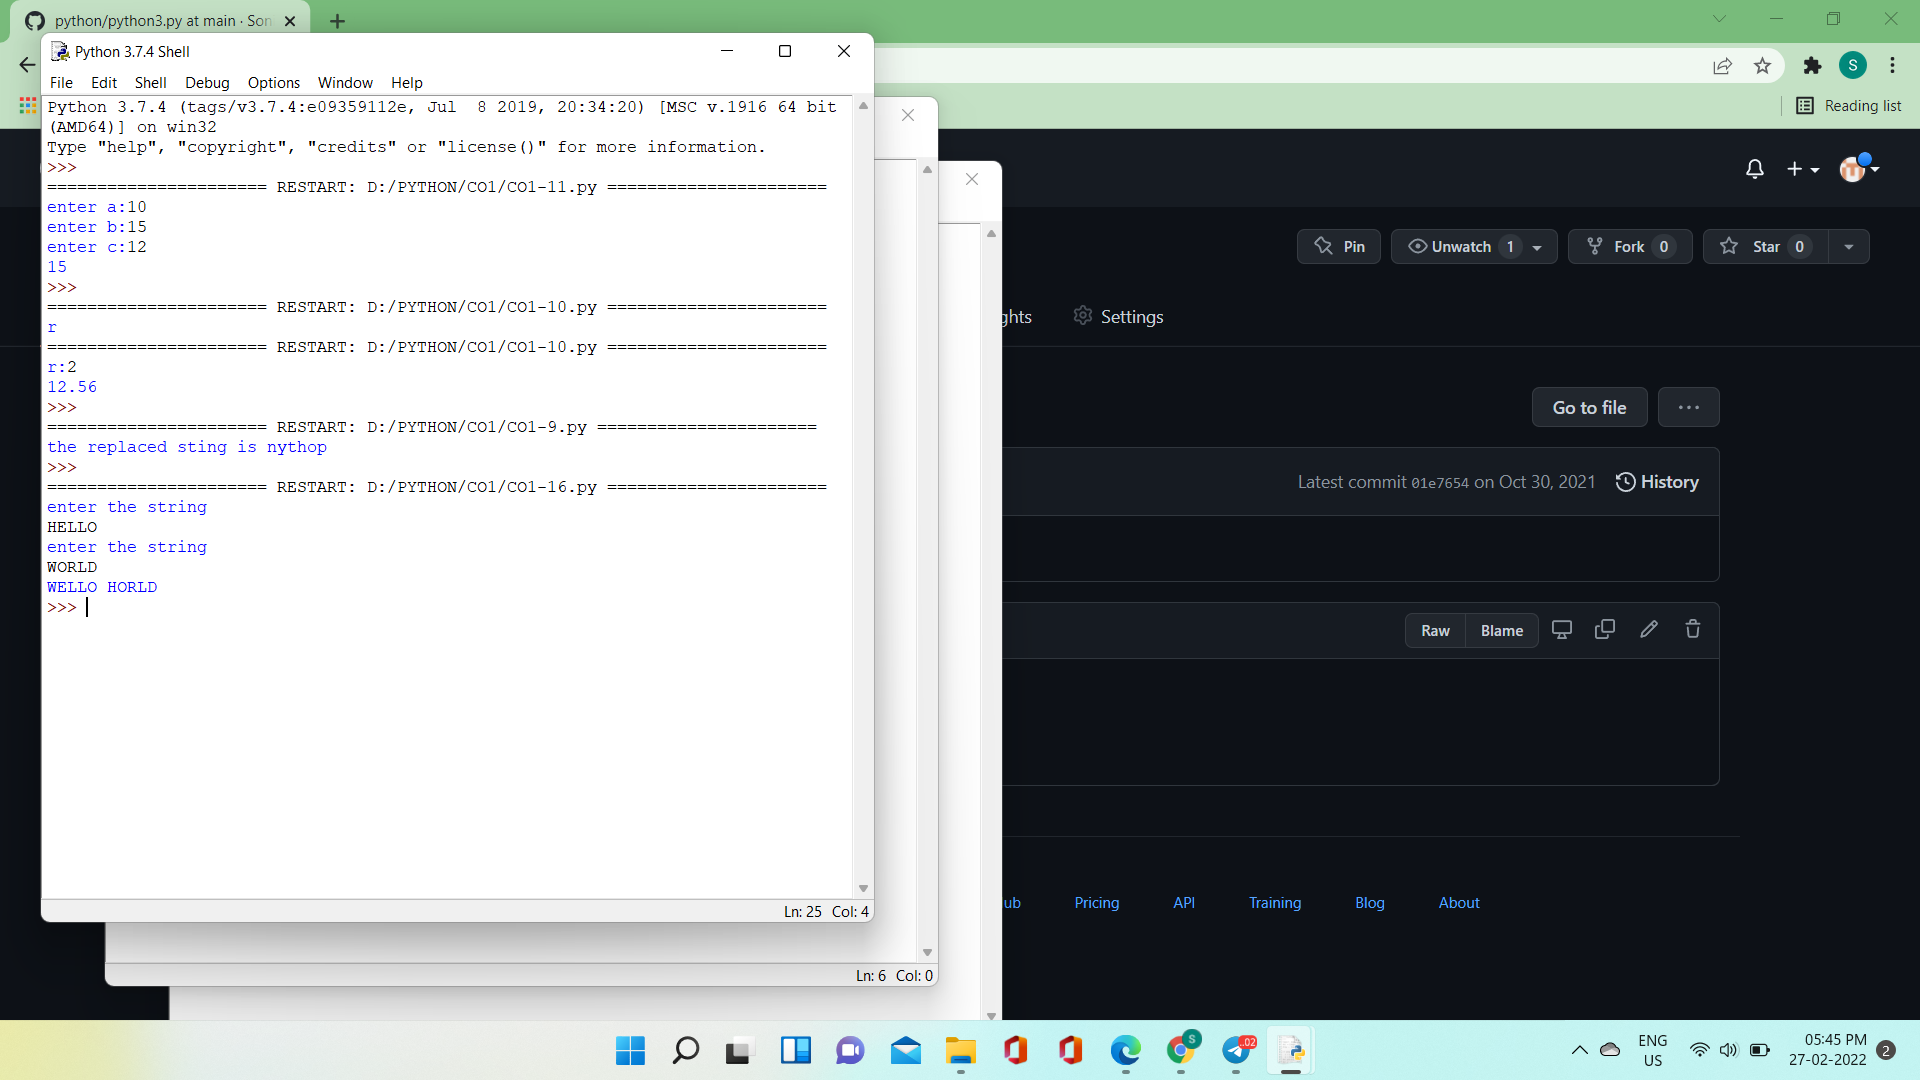 python/python3.py at main · Son
Python 3.7.4 Shell
File Edit Shell Debug Options Window Help
Python 3.7.4 (tags/v3.7.4:e09359112e, Jul  8 2019, 20:34:20) [MSC v.1916 64 bit
(AMD64)] on win32
Type "help", "copyright", "credits" or "license()" for more information.
>>>
====================== RESTART: D:/PYTHON/CO1/CO1-11.py ======================
enter a:10
enter b:15
enter c:12
15
>>>
====================== RESTART: D:/PYTHON/CO1/CO1-10.py ======================
r
====================== RESTART: D:/PYTHON/CO1/CO1-10.py ======================
r:2
12.56
>>>
====================== RESTART: D:/PYTHON/CO1/CO1-9.py ======================
the replaced sting is nythop
>>>
====================== RESTART: D:/PYTHON/CO1/CO1-16.py ======================
enter the string
HELLO
enter the string
WORLD
WELLO HORLD
>>>
Ln: 25 Col: 4
Ln: 6 Col: 0
S
Reading list
Pin
Unwatch 1
Fork 0
Star 0
ghts
Settings
Go to file
Latest commit 01e7654 on Oct 30, 2021
History
Raw
Blame
ub
Pricing
API
Training
Blog
About
S
02
ENG
US
05:45 PM
27-02-2022
2